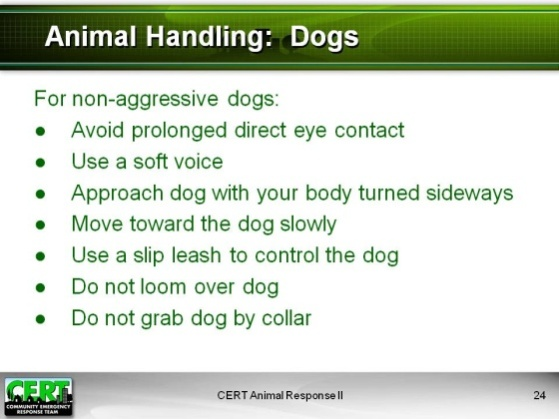 Animal Handling:  Dogs
For non-aggressive dogs:
● Avoid prolonged direct eye contact
● Use a soft voice
● Approach dog with your body turned sideways
● Move toward the dog slowly
● Use a slip leash to control the dog
● Do not loom over dog
● Do not grab dog by collar
CERT
COMMUNITY EMERGENCY
RESPONSE TEAM
CERT Animal Response II
24